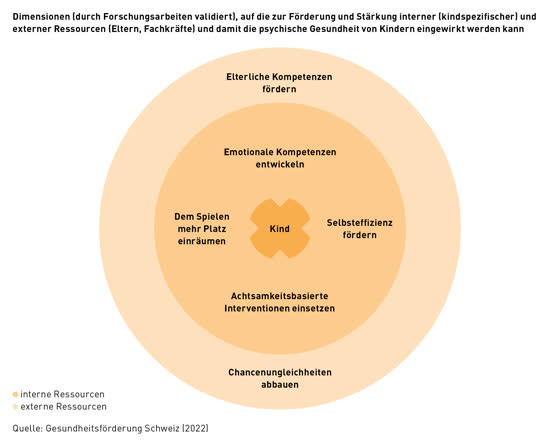 Dimensionen (durch Forschungsarbeiten validiert), auf die zur Förderung und Stärkung interner (kindspezifischer) und
externer Ressourcen (Eltern, Fachkräfte) und damit die psychische Gesundheit von Kindern eingewirkt werden kann
Elterliche Kompetenzen
fördern
Emotionale Kompetenzen
entwickeln
Dem Spielen
mehr Platz
einräumen
Kind
Selbsteffizienz
fördern
Achtsamkeitsbasierte
Interventionen einsetzen
Chancenungleichheiten
abbauen
interne Ressourcen
externe Ressourcen
Quelle: Gesundheitsförderung Schweiz (2022)